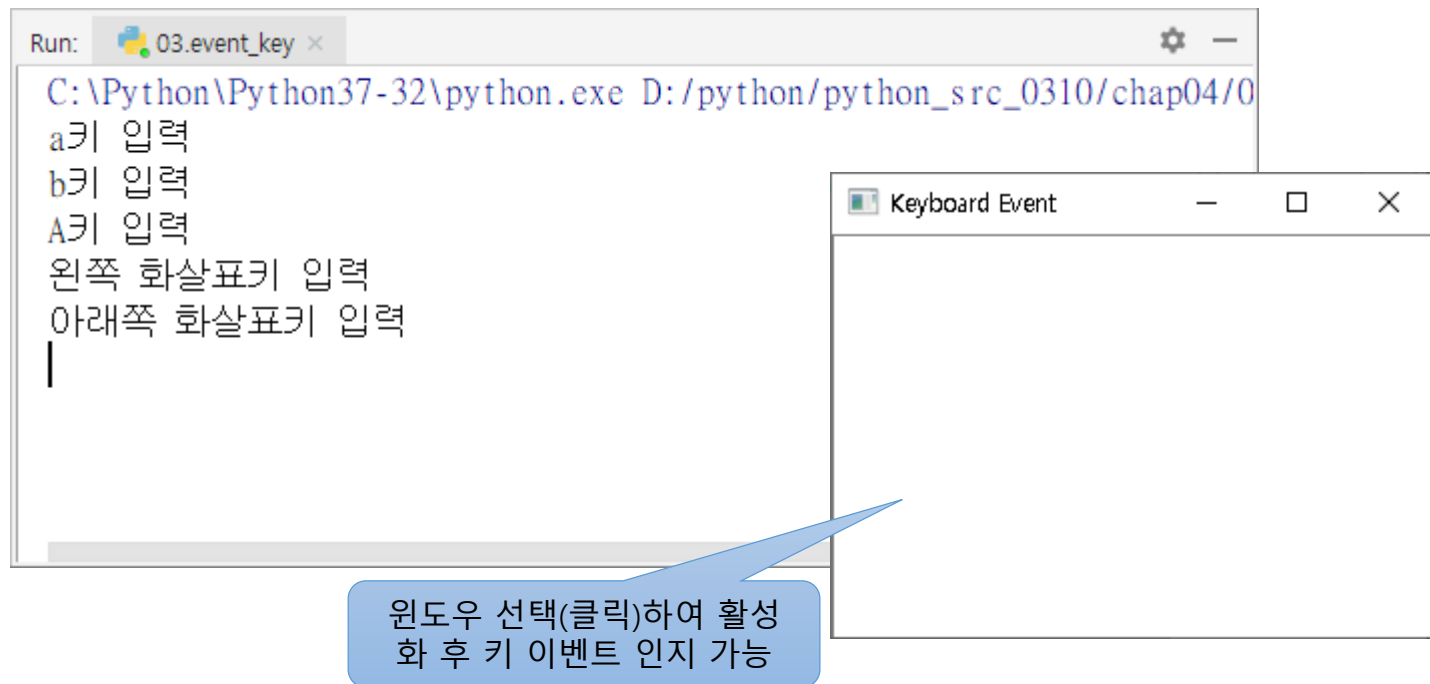 Run: 03.event_key
C:\Python\Python37-32\python.exe D:/python/python_src_0310/chap04/0
a키 입력
b키 입력
A키 입력
왼쪽 화살표키 입력
아래쪽 화살표키 입력
Keyboard Event
윈도우 선택(클릭)하여 활성
화 후 키 이벤트 인지 가능